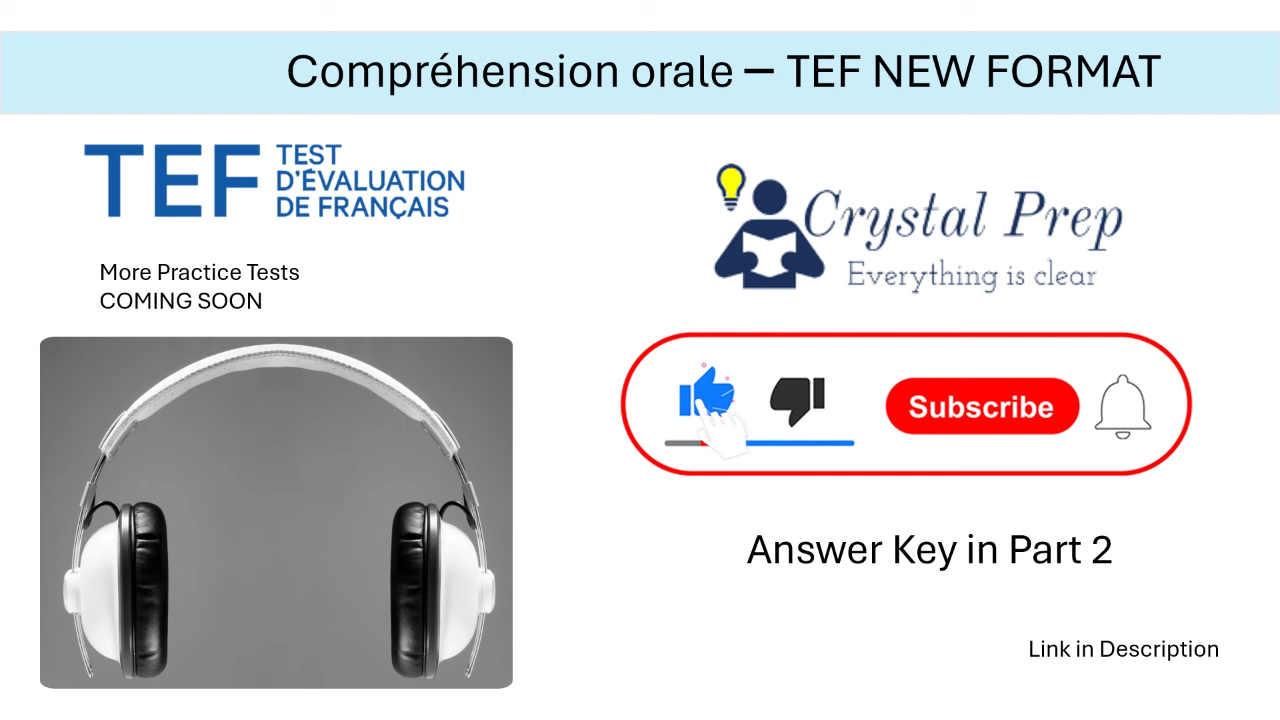 Compréhension orale – TEF NEW FORMAT
TEF
TEST
D'ÉVALUATION
DE FRANÇAIS
Crystal Prep
Everything is clear
More Practice Tests
COMING SOON
Subscribe
Answer Key in Part 2
Link in Description